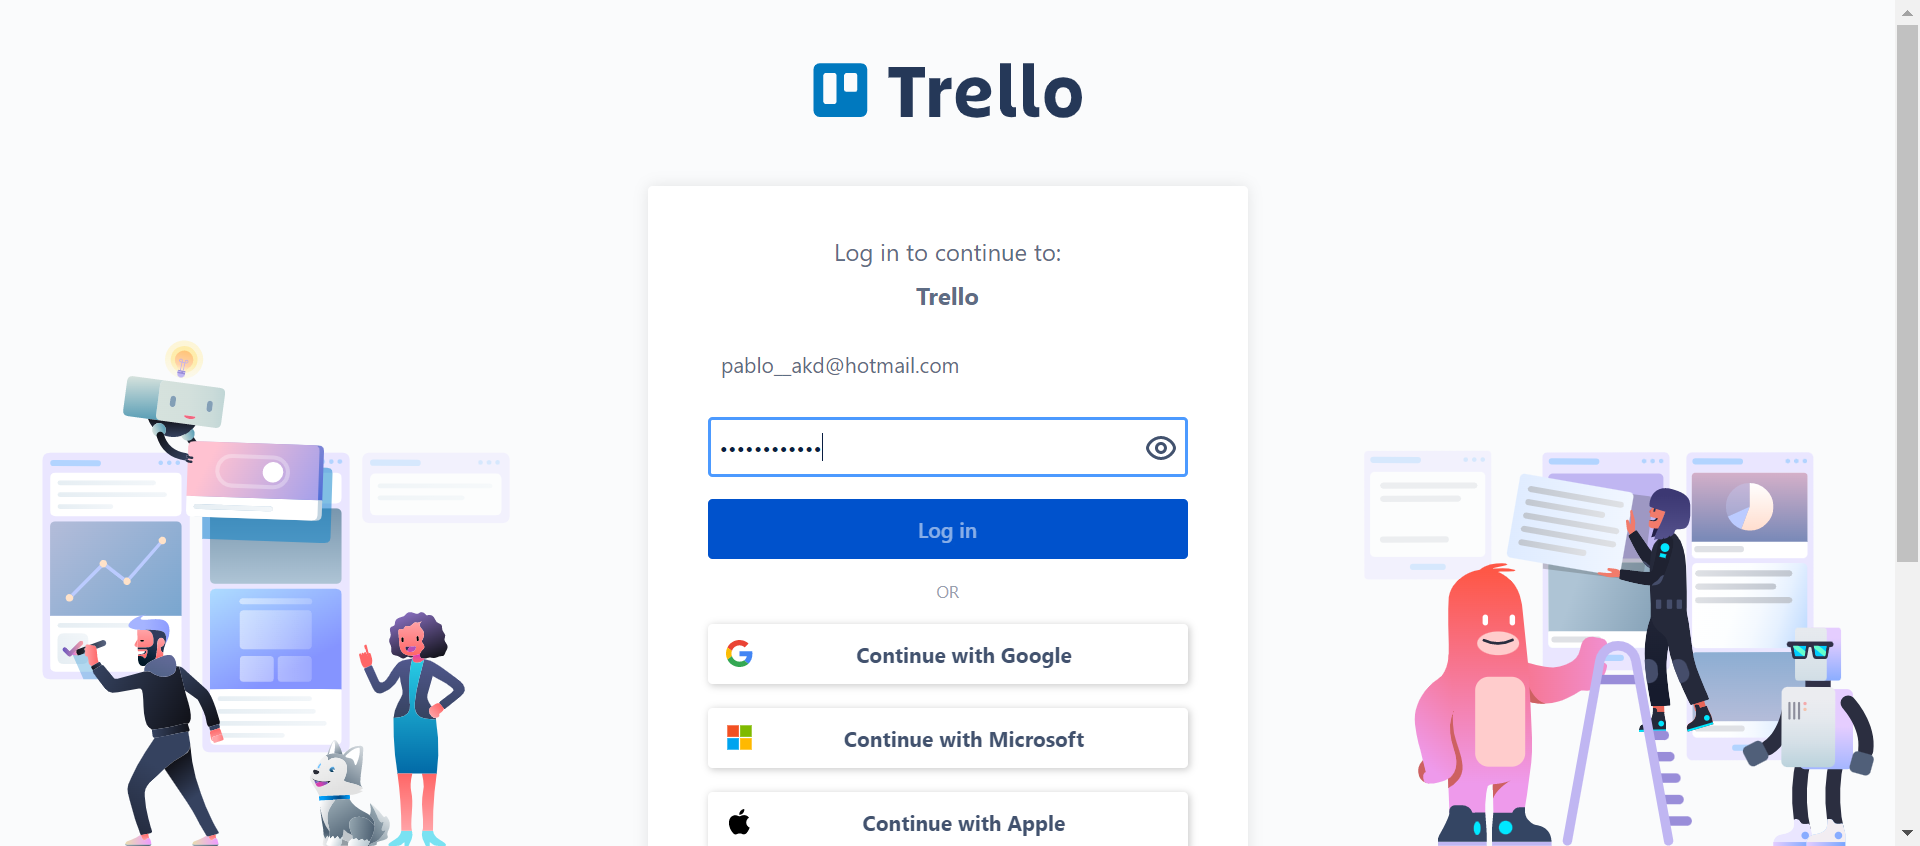 Trello
Log in to continue to:
Trello
pablo__akd@hotmail.com
••••••••••••
Log in
OR
Continue with Google
Continue with Microsoft
Continue with Apple